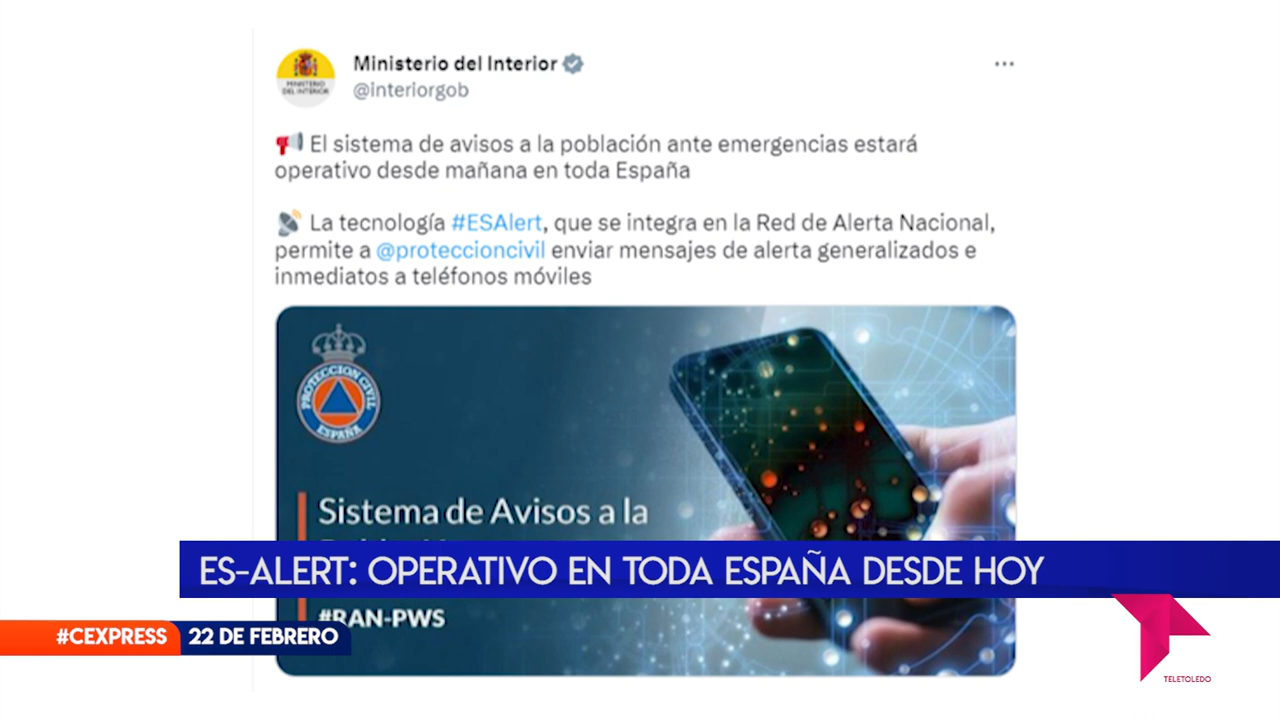 Ministerio del Interior
@interiorgob
MINISTERIO
DEL INTERIOR
El sistema de avisos a la población ante emergencias estará
operativo desde mañana en toda España
La tecnología #ESAlert, que se integra en la Red de Alerta Nacional,
permite a @proteccioncivil enviar mensajes de alerta generalizados e
inmediatos a teléfonos móviles
PROTECCION CIVIL
ESPAÑA
Sistema de Avisos a la
ES-ALERT: OPERATIVO EN TODA ESPAÑA DESDE HOY
#RAN-PWS
#CEXPRESS 22 DE FEBRERO
TELETOLEDO